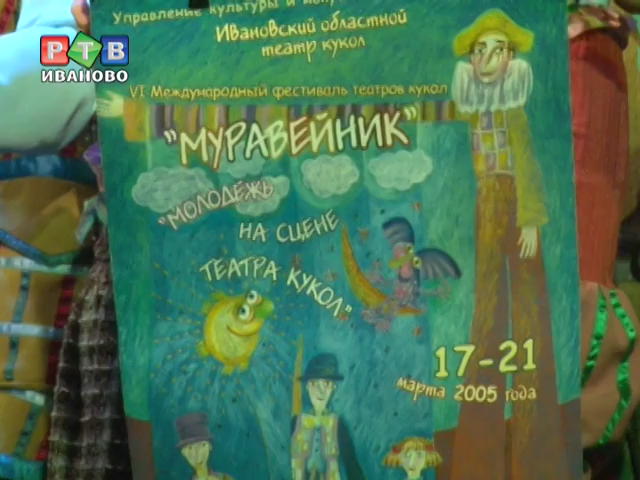 РТВ
ИВАНОВО
Управление культуры и
Ивановский областной
театр кукол
VI Международный фестиваль театров кукол
"МУРАВЕЙНИК"
"МОЛОДЁЖЬ
НА СЦЕНЕ
ТЕАТРА КУКОЛ"
17-21
марта 2005 года